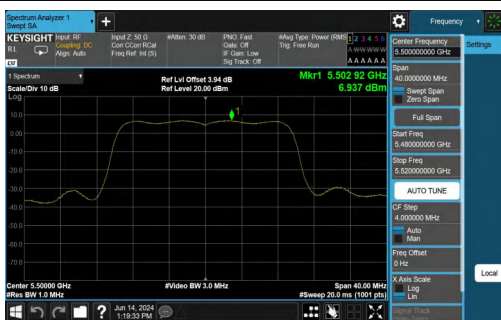 Spectrum Analyzer 1
Swept SA
+
Frequency
KEYSIGHT
RL
Input: RF
Coupling: DC
Align: Auto
Input Z: 50 Ω
Corr CCorr RCal
Freq Ref: Int (S)
#Atten: 30 dB
PNO: Fast
Gate: Off
IF Gain: Low
Sig Track: Off
#Avg Type: Power (RMS
Trig: Free Run
1 2 3 4 5 6
A W W W W W
A A A A A A
LVI
1 Spectrum
Scale/Div 10 dB
Ref Lvl Offset 3.94 dB
Ref Level 20.00 dBm
Mkr1 5.502 92 GHz
6.937 dBm
Log
10.0
0.00
-10.0
-20.0
-30.0
-40.0
-50.0
-60.0
-70.0
1
Center 5.50000 GHz
#Res BW 1.0 MHz
#Video BW 3.0 MHz
Span 40.00 MHz
#Sweep 20.0 ms (1001 pts)
Jun 14, 2024
1:19:33 PM
?
Center Frequency
5.500000000 GHz
Settings
Span
40.0000000 MHz
Swept Span
Zero Span
Full Span
Start Freq
5.480000000 GHz
Stop Freq
5.520000000 GHz
AUTO TUNE
CF Step
4.000000 MHz
Auto
Man
Freq Offset
0 Hz
X Axis Scale
Log
Lin
Local
Signal Track